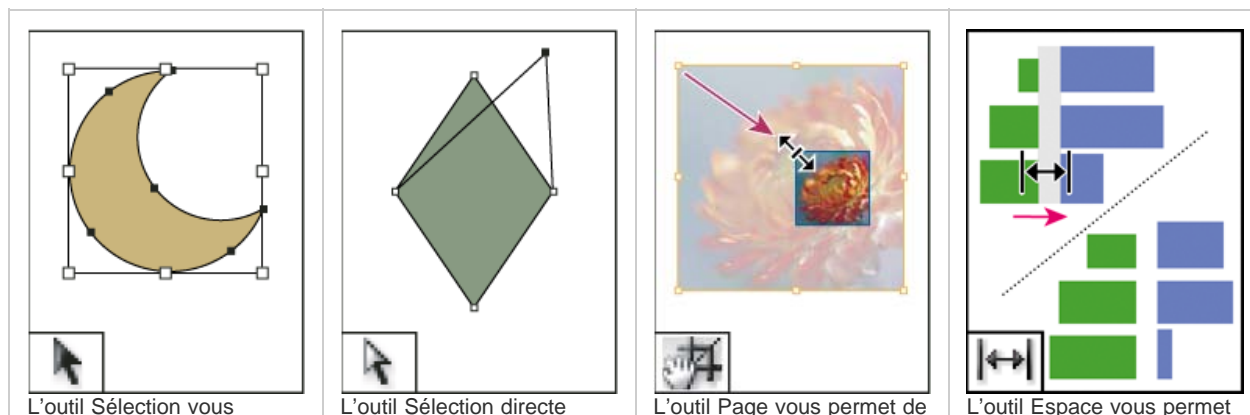 L'outil Sélection vous
L'outil Sélection directe
L'outil Page vous permet de
L'outil Espace vous permet